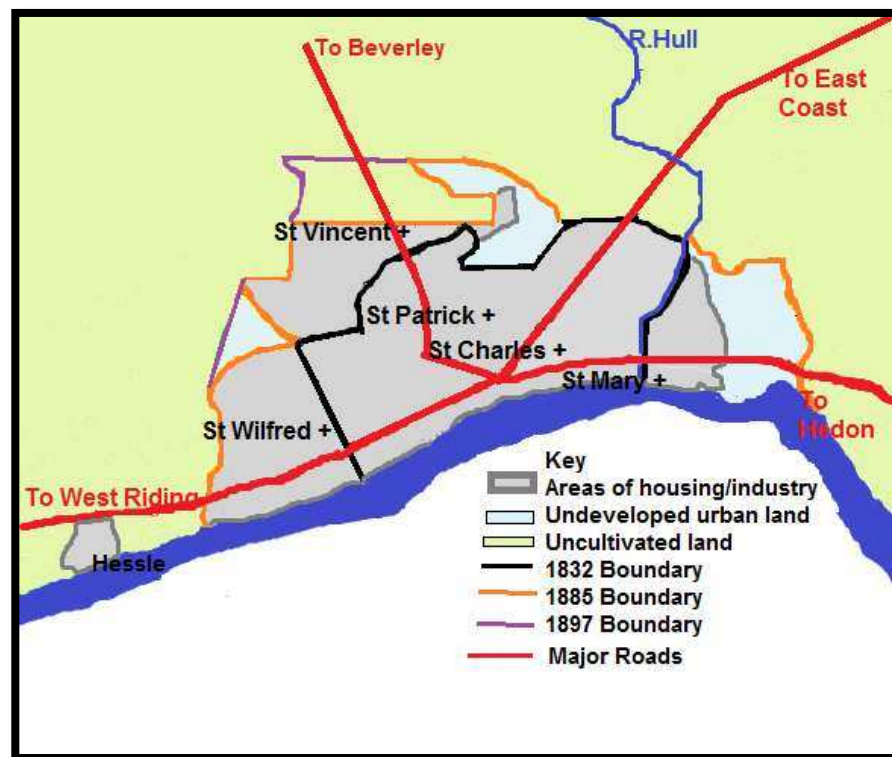 To Beverley
R.Hull
To East
Coast
St Vincent +
St Patrick +
St Charles +
St Mary +
St Wilfred +
To
Hedon
To West Riding
Hessle
Key
Areas of housing/industry
Undeveloped urban land
Uncultivated land
1832 Boundary
1885 Boundary
1897 Boundary
Major Roads